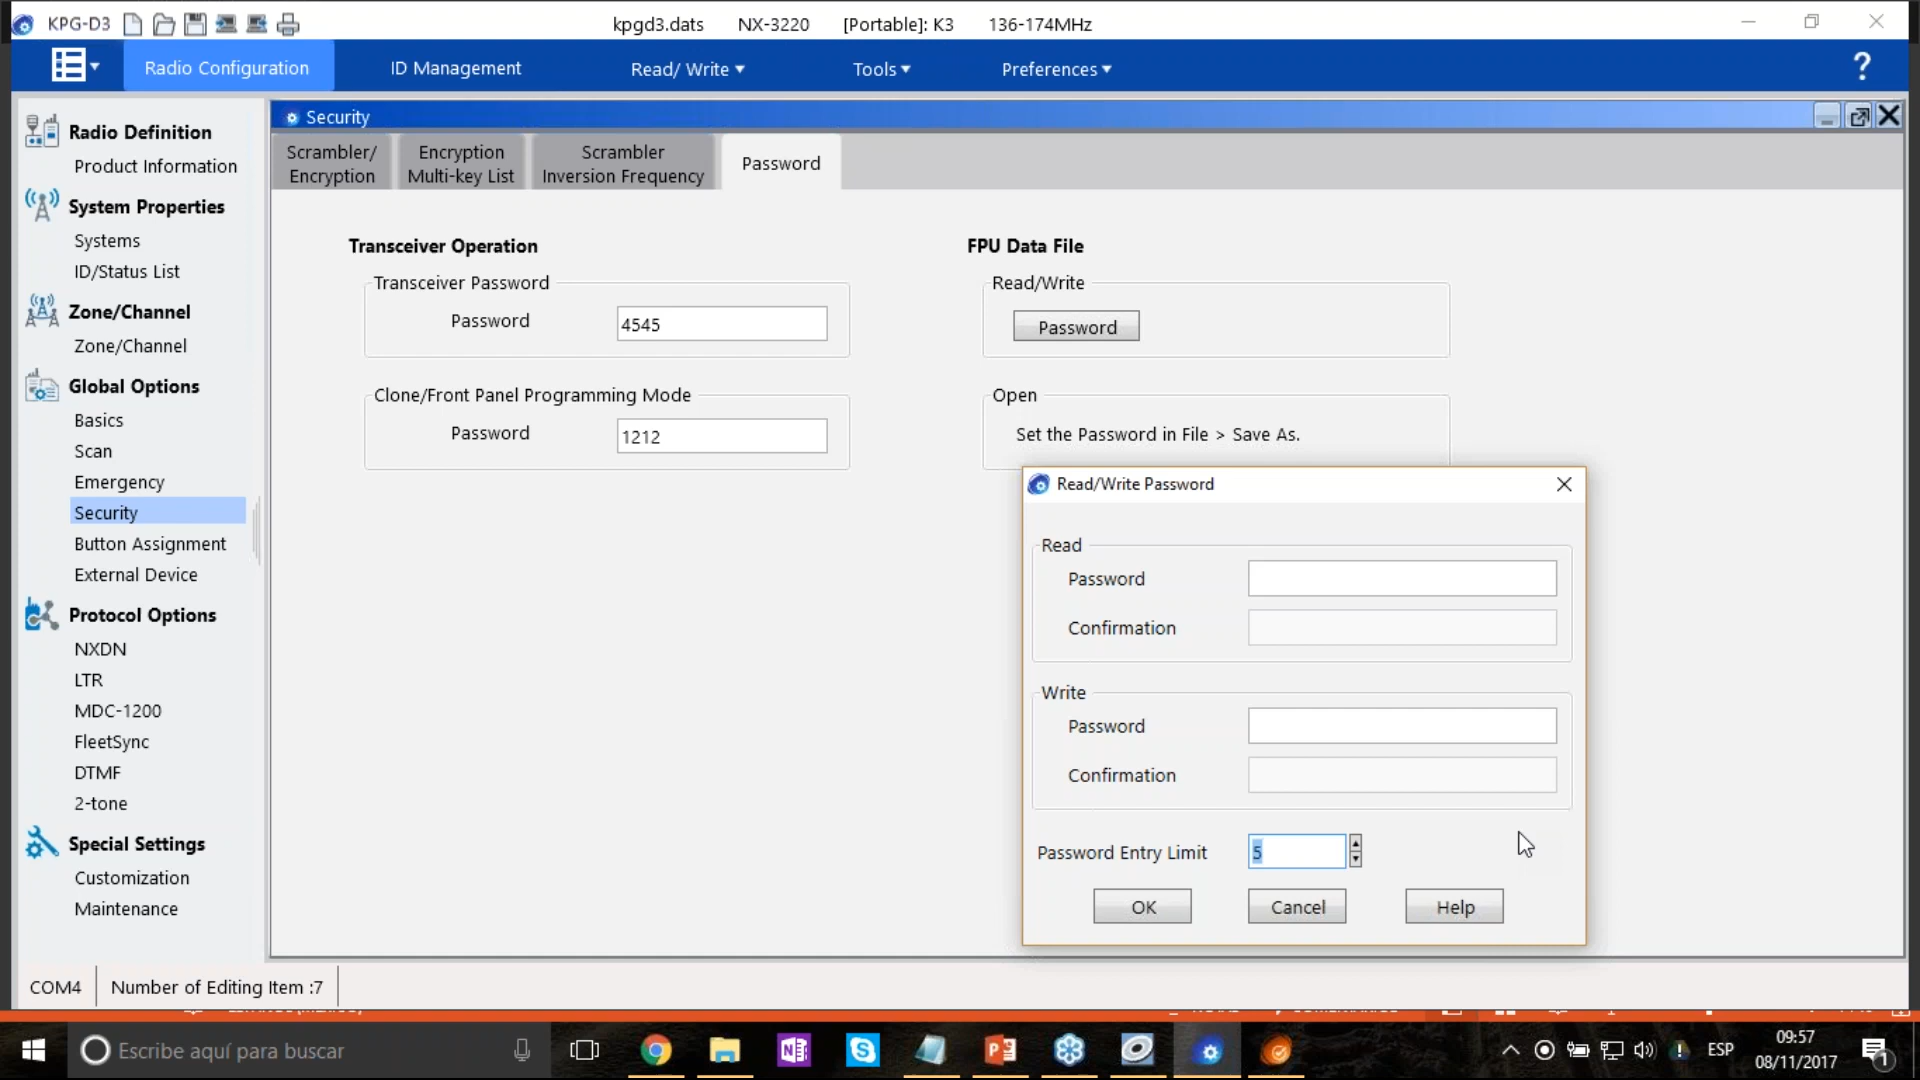 KPG-D3
kpgd3.dats NX-3220 [Portable]: K3 136-174MHz
Radio Configuration
ID Management
Read/ Write
Tools
Preferences
?
Radio Definition
Product Information
System Properties
Systems
ID/Status List
Zone/Channel
Zone/Channel
Global Options
Basics
Scan
Emergency
Security
Button Assignment
External Device
Protocol Options
NXDN
LTR
MDC-1200
FleetSync
DTMF
2-tone
Special Settings
Customization
Maintenance
Security
Scrambler/
Encryption
Encryption
Multi-key List
Scrambler
Inversion Frequency
Password
Transceiver Operation
Transceiver Password
Password 4545
Clone/Front Panel Programming Mode
Password 1212
FPU Data File
Read/Write
Password
Open
Set the Password in File > Save As.
Read/Write Password
Read
Password
Confirmation
Write
Password
Confirmation
Password Entry Limit 5
OK
Cancel
Help
COM4
Number of Editing Item :7
Escribe aquí para buscar
ESP
09:57
08/11/2017
1